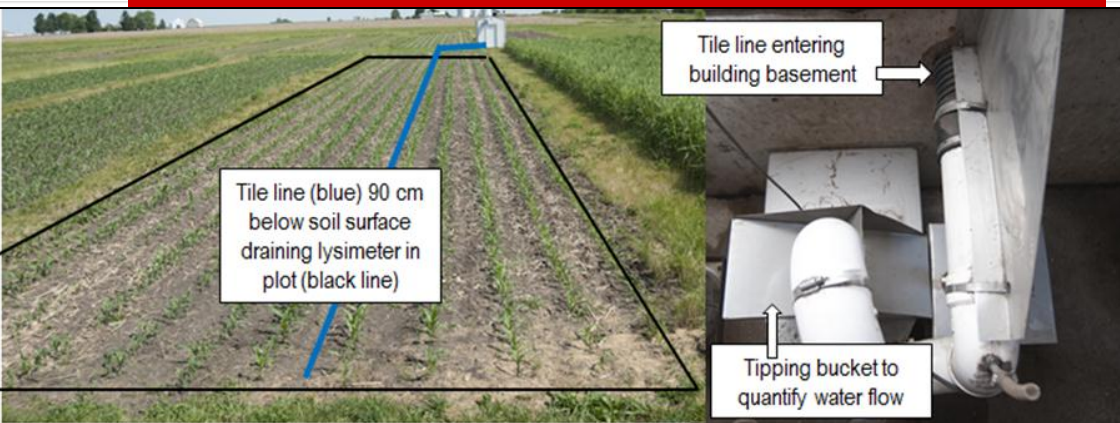 Tile line (blue) 90 cm
below soil surface
draining lysimeter in
plot (black line)
Tile line entering
building basement
Tipping bucket to
quantify water flow